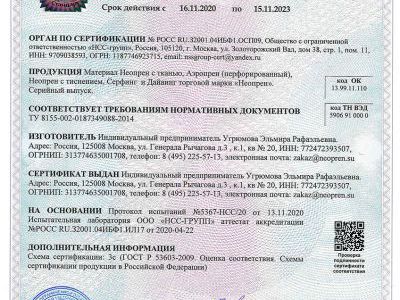 Срок действия с 16.11.2020 по 15.11.2023
ОРГАН ПО СЕРТИФИКАЦИИ № РОСС RU.32001.04ИБФ1.ОСП09, Общество с ограниченной
ответственностью «НСС-групп», Россия, 105120, г. Москва, ул. Золоторожский Вал, дом 38, стр. 1, пом. 11,
ИНН: 9709038593, ОГРН: 1187746923715, email: nssgroup-cert@yandex.ru
ПРОДУКЦИЯ Материал Неопрен с тканью, Аэропрен (перфорированный),
Неопрен с тиснением, Серфинг и Дайвинг торговой марки «Неопрен».
Серийный выпуск.
код ОК
13.99.11.110
СООТВЕТСТВУЕТ ТРЕБОВАНИЯМ НОРМАТИВНЫХ ДОКУМЕНТОВ
ТУ 8155-002-0187349088-2014
код ТН ВЭД
5906 91 000 0
ИЗГОТОВИТЕЛЬ Индивидуальный предприниматель Угрюмова Эльмира Рафаэльевна.
Адрес: Россия, 125008 Москва, ул. Генерала Рычагова д.3, к.1, кв № 20, ИНН: 772472393507,
ОГРНИП: 313774635001708, телефон: 8 (495) 225-57-13, электронная почта: zakaz@neopren.su
СЕРТИФИКАТ ВЫДАН Индивидуальный предприниматель Угрюмова Эльмира Рафаэльевна.
Адрес: Россия, 125008 Москва, ул. Генерала Рычагова д.3, к.1, кв № 20, ИНН: 772472393507,
ОГРНИП: 313774635001708, телефон: 8 (495) 225-57-13, электронная почта: zakaz@neopren.su
НА ОСНОВАНИИ Протокол испытаний №5367-НСС/20 от 13.11.2020
Испытательная лаборатория ООО «НСС-ГРУПП» аттестат аккредитации
№РОСС RU.32001.04ИБФ1.ИЛ17 от 2020-04-22
ДОПОЛНИТЕЛЬНАЯ ИНФОРМАЦИЯ
Схема сертификации: 3с (ГОСТ Р 53603-2009. Оценка соответствия. Схемы
сертификации продукции в Российской Федерации)
Проверка
подлинности
сертификата
соответствия